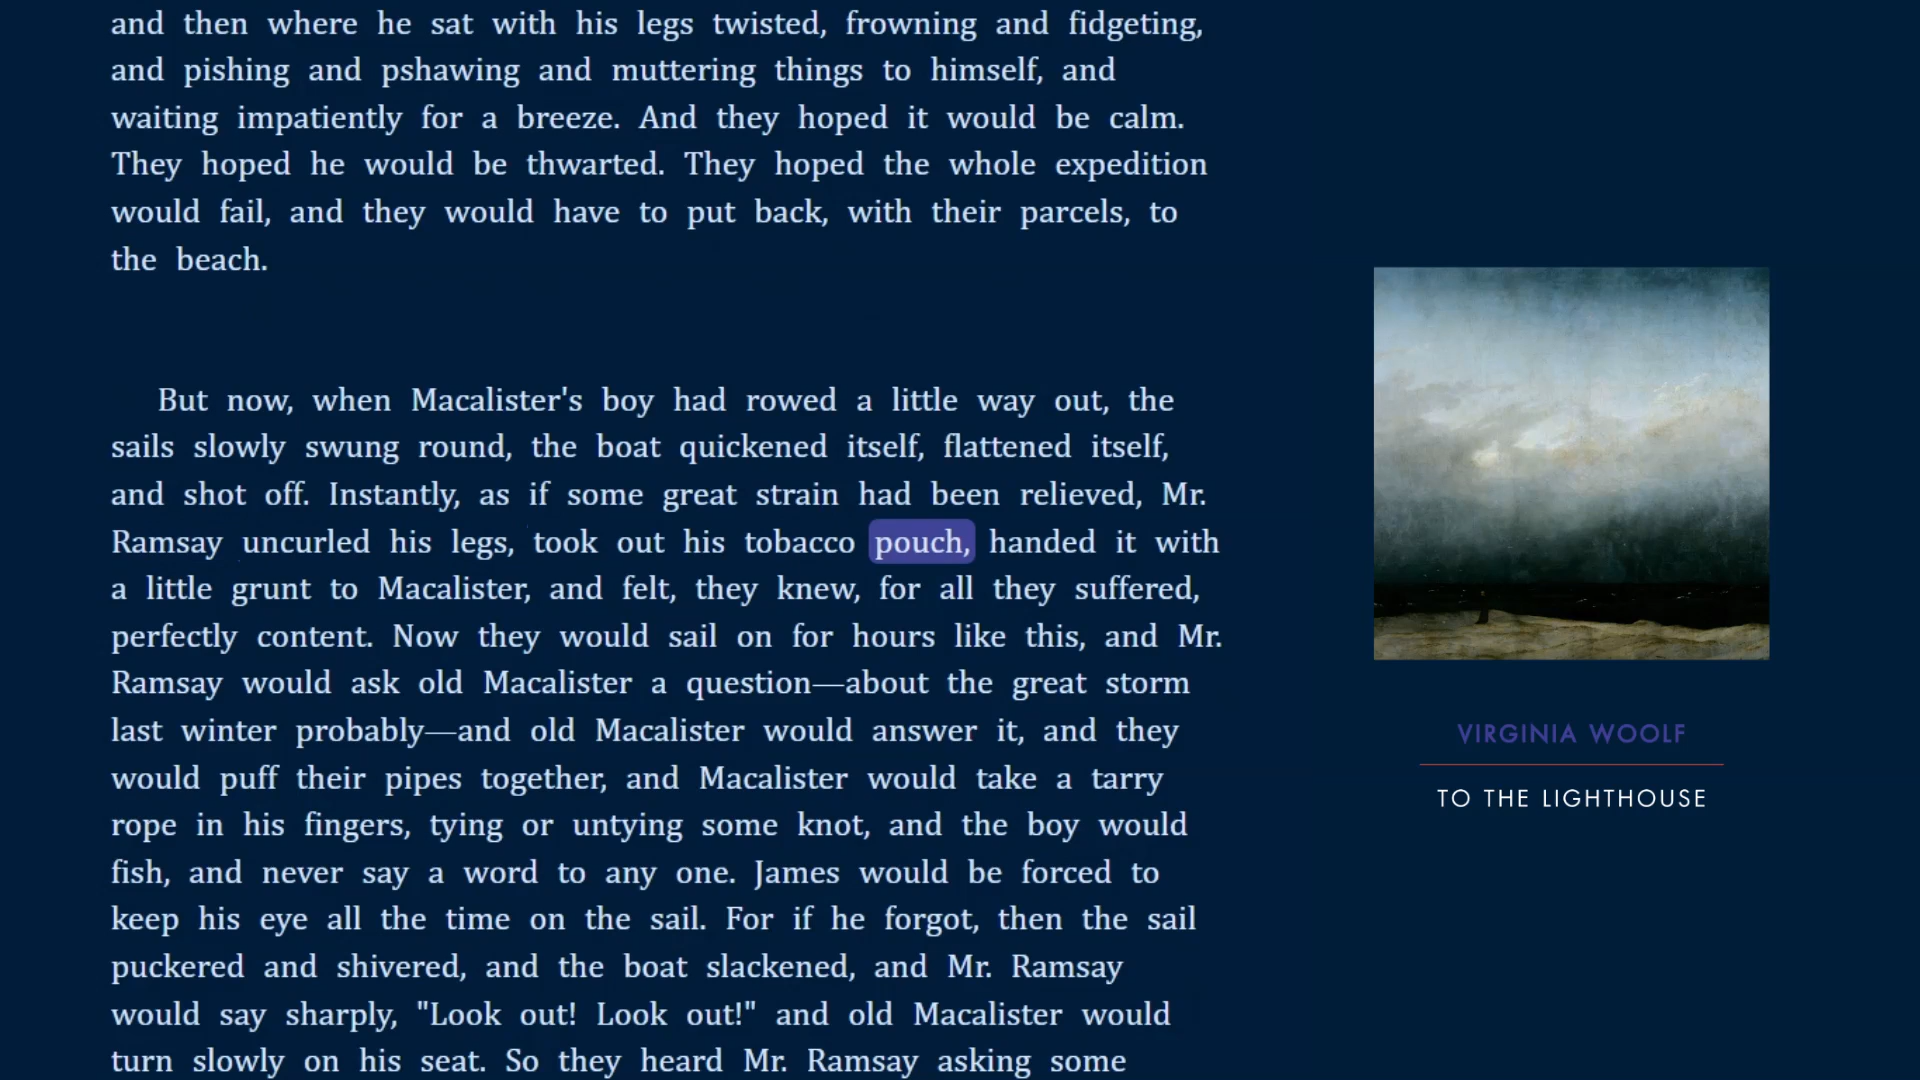 and then where he sat with his legs twisted, frowning and fidgeting,
and pishing and pshawing and muttering things to himself, and
waiting impatiently for a breeze. And they hoped it would be calm.
They hoped he would be thwarted. They hoped the whole expedition
would fail, and they would have to put back, with their parcels, to
the beach.
But now, when Macalister's boy had rowed a little way out, the
sails slowly swung round, the boat quickened itself, flattened itself,
and shot off. Instantly, as if some great strain had been relieved, Mr.
Ramsay uncurled his legs, took out his tobacco pouch, handed it with
a little grunt to Macalister, and felt, they knew, for all they suffered,
perfectly content. Now they would sail on for hours like this, and Mr.
Ramsay would ask old Macalister a question—about the great storm
last winter probably—and old Macalister would answer it, and they
would puff their pipes together, and Macalister would take a tarry
rope in his fingers, tying or untying some knot, and the boy would
fish, and never say a word to any one. James would be forced to
keep his eye all the time on the sail. For if he forgot, then the sail
puckered and shivered, and the boat slackened, and Mr. Ramsay
would say sharply, "Look out! Look out!" and old Macalister would
turn slowly on his seat. So they heard Mr. Ramsay asking some
VIRGINIA WOOLF
TO THE LIGHTHOUSE